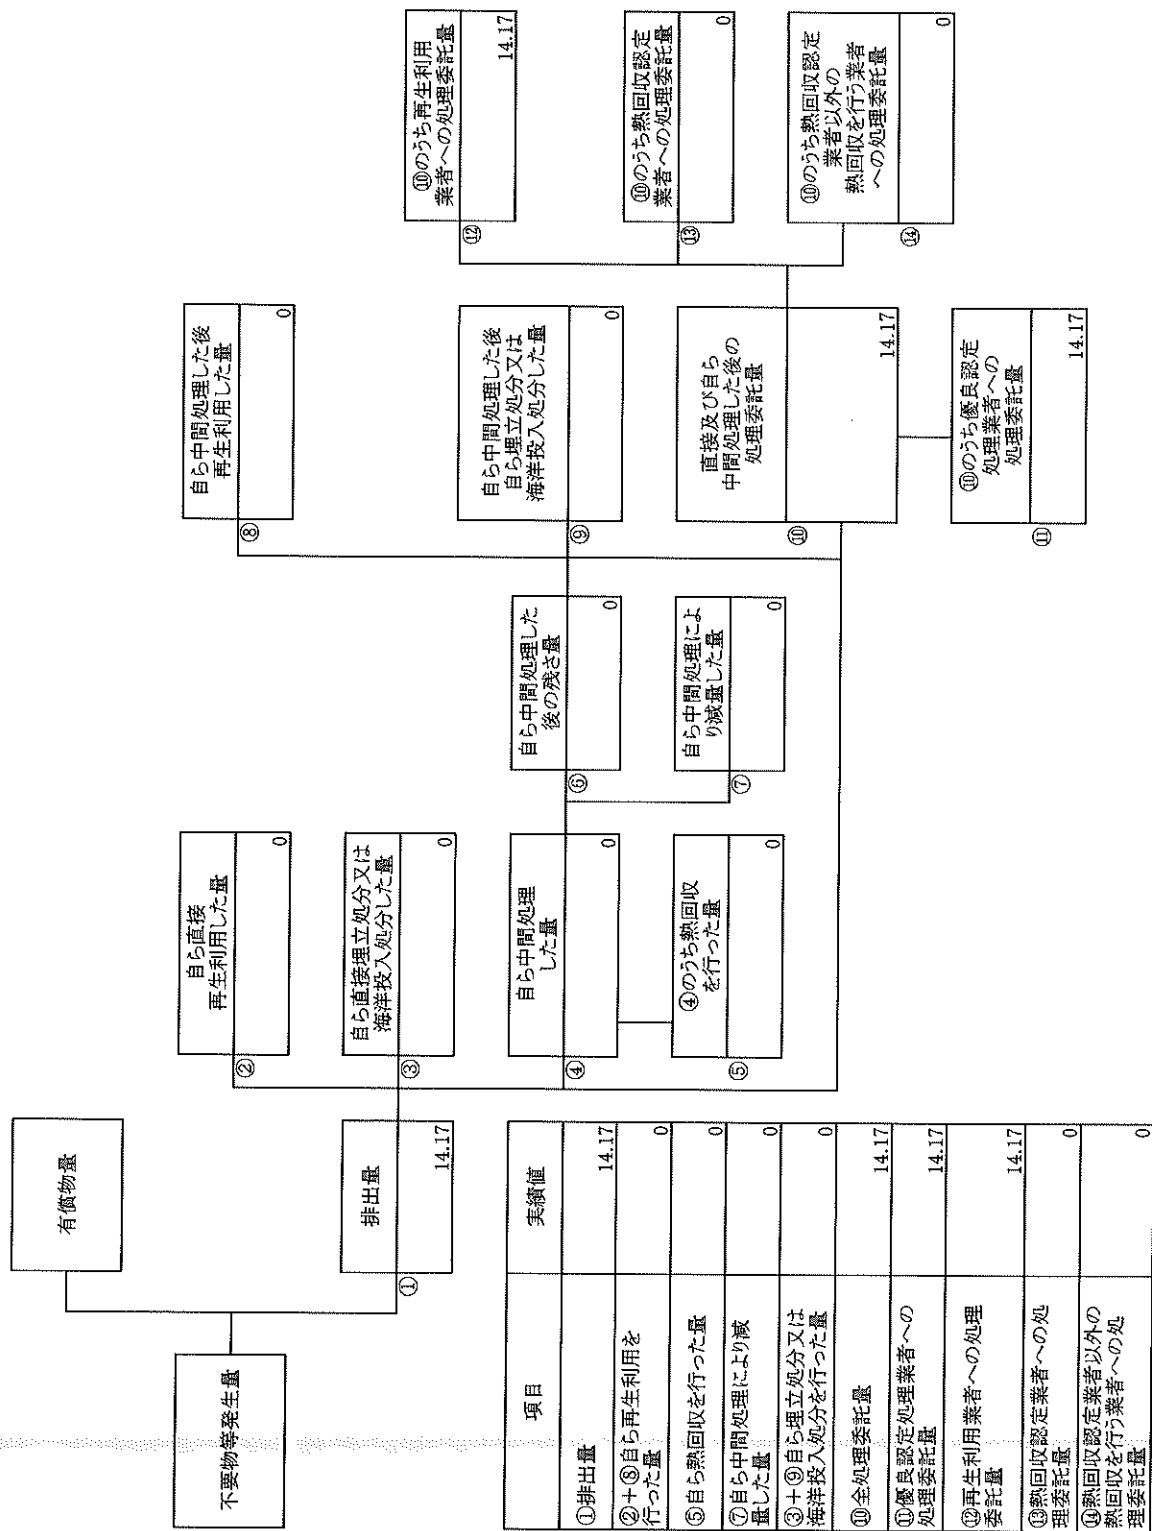 不要物等発生量
有償物量
①
排出量
14.17
②
自ら直接
再生利用した量
0
③
自ら直接埋立処分又は
海洋投入処分した量
0
④
自ら中間処理
した量
0
⑤
④のうち熱回収
を行った量
0
⑥
自ら中間処理した
後の残さ量
0
⑦
自ら中間処理によ
り減量した量
0
⑧
自ら中間処理した後
再生利用した量
0
⑨
自ら中間処理した後
自ら埋立処分又は
海洋投入処分した量
0
⑩
直接及び自ら
中間処理した後の
処理委託量
14.17
⑪
⑩のうち優良認定
処理業者への
処理委託量
14.17
⑫
⑩のうち再生利用
業者への処理委託量
14.17
⑬
⑩のうち熱回収認定
業者への処理委託量
0
⑭
⑩のうち熱回収認定
業者以外の
熱回収を行う業者
への処理委託量
0
項目 実績値
①排出量 14.17
②+⑧自ら再生利用を
行った量 0
⑤自ら熱回収を行った量 0
⑦自ら中間処理により減
量した量 0
③+⑨自ら埋立処分又は
海洋投入処分を行った量 0
⑩全処理委託量 14.17
⑪優良認定処理業者への
処理委託量 14.17
⑫再生利用業者への処理
委託量 14.17
⑬熱回収認定業者への処
理委託量 0
⑭熱回収認定業者以外の
熱回収を行う業者への処
理委託量 0